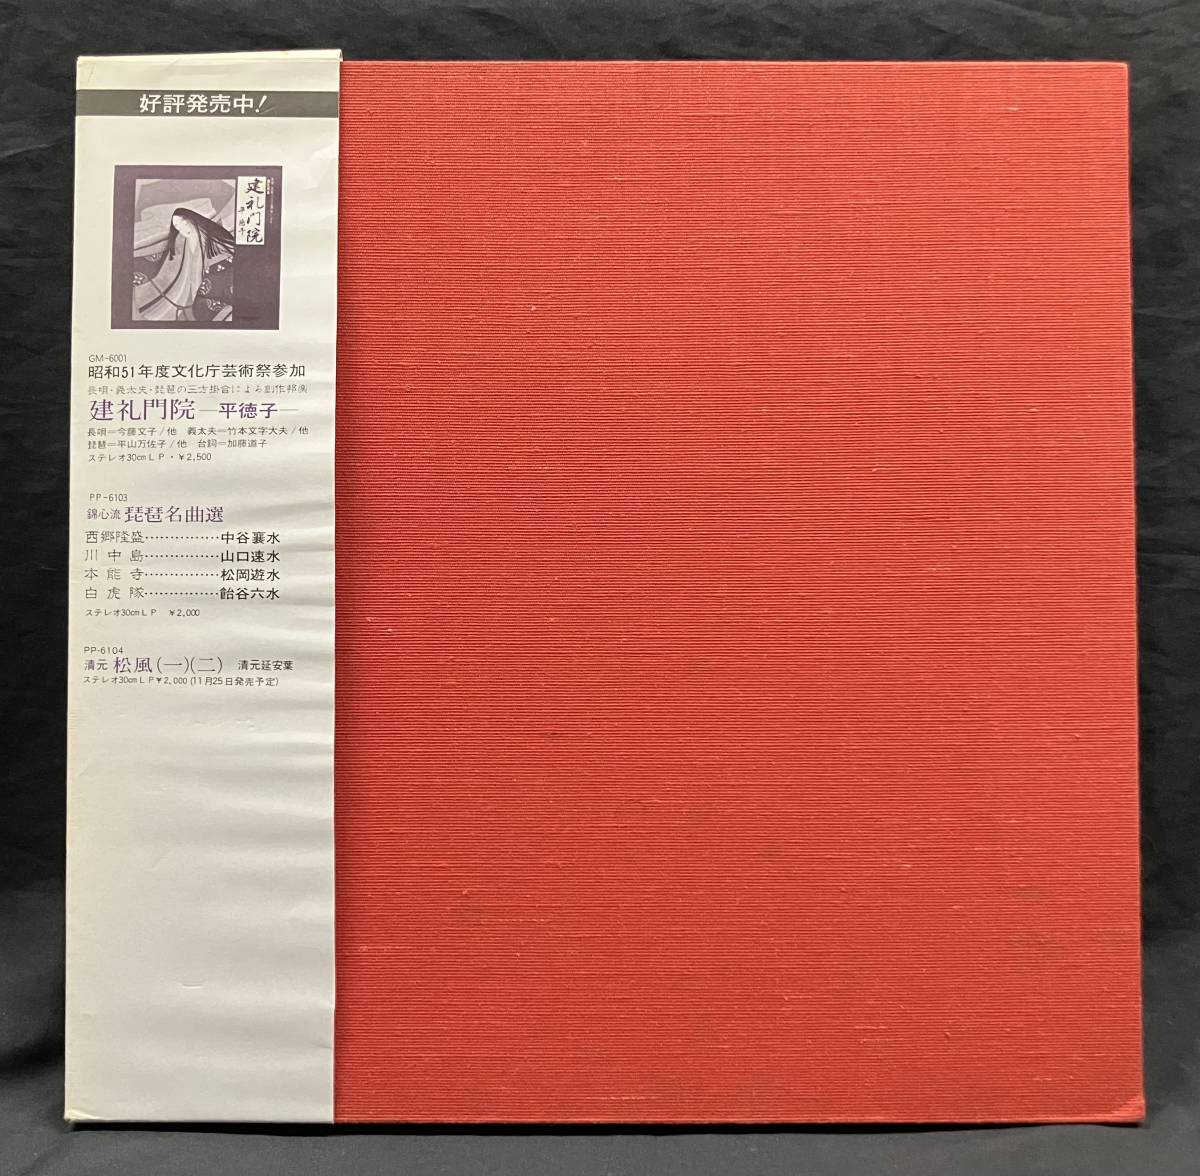 好評発売中!
建礼門院
平徳子
GM-6001
昭和51年度文化庁芸術祭参加
長唄・義太夫・琵琶の三方掛合による創作邦楽
建礼門院—平徳子—
長唄=今藤文子/他 義太夫=竹本文字大夫/他
琵琶=平山万佐子/他 台詞=加藤道子
ステレオ30cmLP・¥2,500
PP-6103
錦心流 琵琶名曲選
西郷隆盛……………中谷襄水
川中島……………山口速水
本能寺……………松岡遊水
白虎隊……………飴谷六水
ステレオ30cmLP ¥2,000
PP-6104
清元 松風(一)(二) 清元延安葉
ステレオ30cmLP¥2,000(11月25日発売予定)